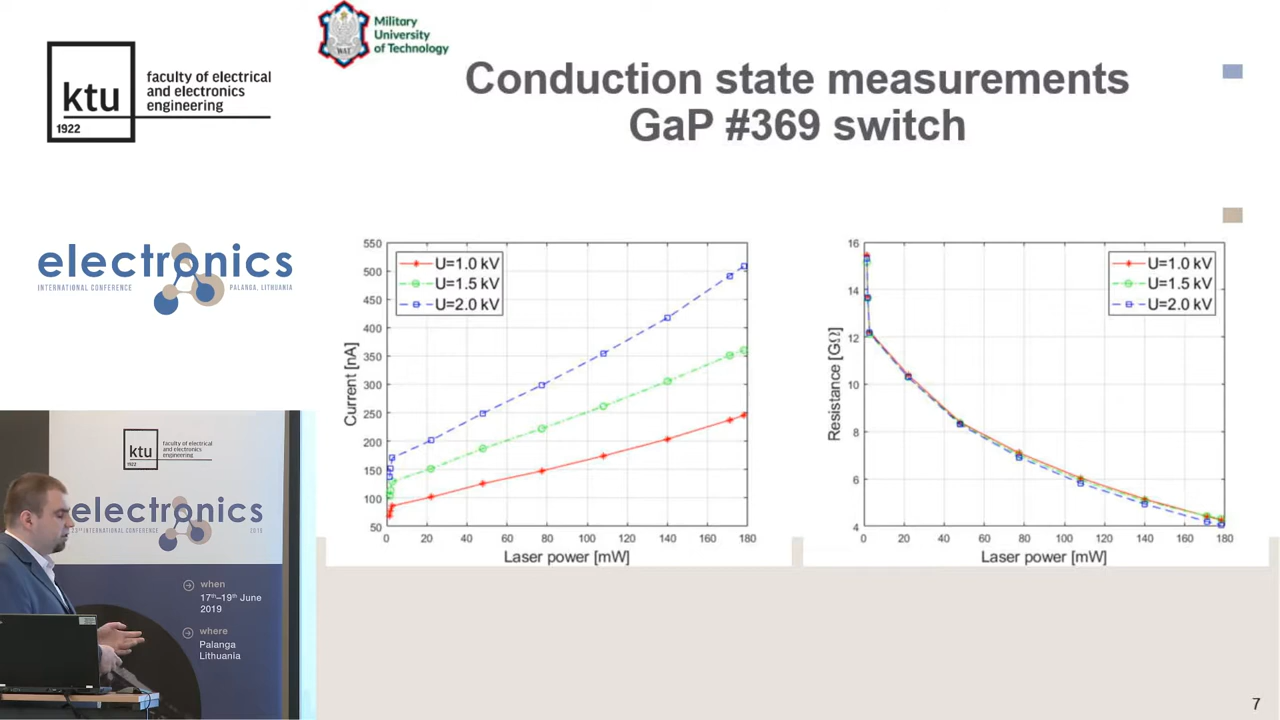 Military
University
of Technology
WAT
ktu
1922
faculty of electrical
and electronics
engineering
Conduction state measurements
GaP #369 switch
electronics
INTERNATIONAL CONFERENCE
PALANGA, LITHUANIA
550
500
450
400
350
300
250
200
150
100
50
Current [nA]
U=1.0 kV
U=1.5 kV
U=2.0 kV
0 20 40 60 80 100 120 140 160 180
Laser power [mW]
16
14
12
10
8
6
4
Resistance [GΩ]
U=1.0 kV
U=1.5 kV
U=2.0 kV
0 20 40 60 80 100 120 140 160 180
Laser power [mW]
ktu
1922
faculty of electrical
and electronics
engineering
electronics
23RD INTERNATIONAL CONFERENCE
2019
when
17th–19th June
2019
where
Palanga
Lithuania
7